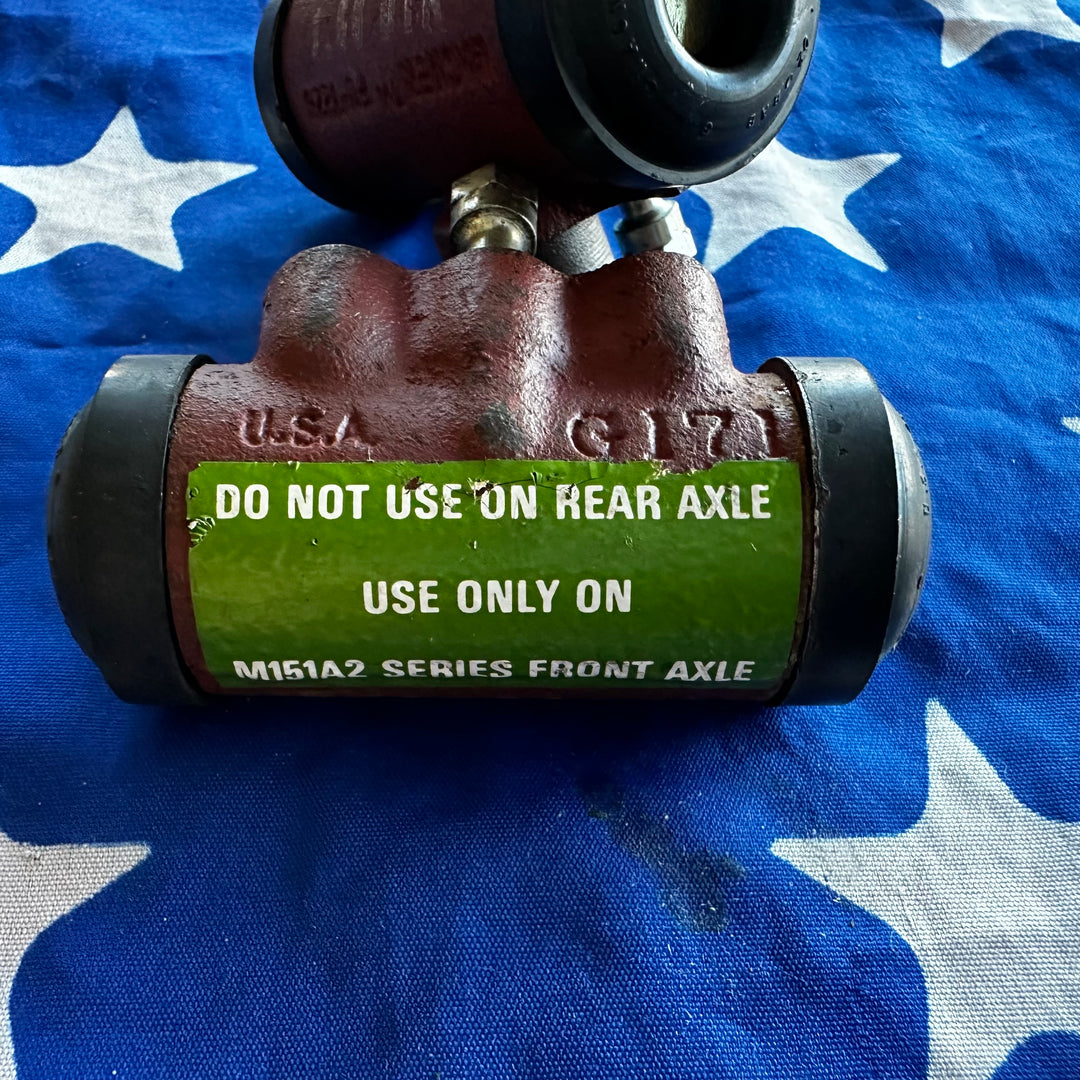 U.S.A G171
DO NOT USE ON REAR AXLE
USE ONLY ON
M151A2 SERIES FRONT AXLE